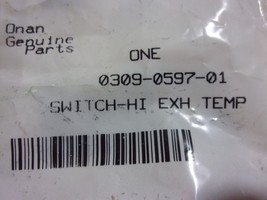 Onan
Genuine
Parts
ONE
0309-0597-01
SWITCH-HI EXH TEMP